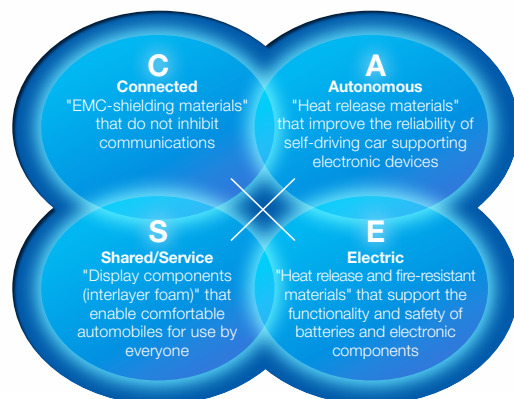 C
Connected
"EMC-shielding materials"
that do not inhibit
communications
A
Autonomous
"Heat release materials"
that improve the reliability of
self-driving car supporting
electronic devices
S
Shared/Service
"Display components
(interlayer foam)" that
enable comfortable
automobiles for use by
everyone
E
Electric
"Heat release and fire-resistant
materials" that support the
functionality and safety of
batteries and electronic
components